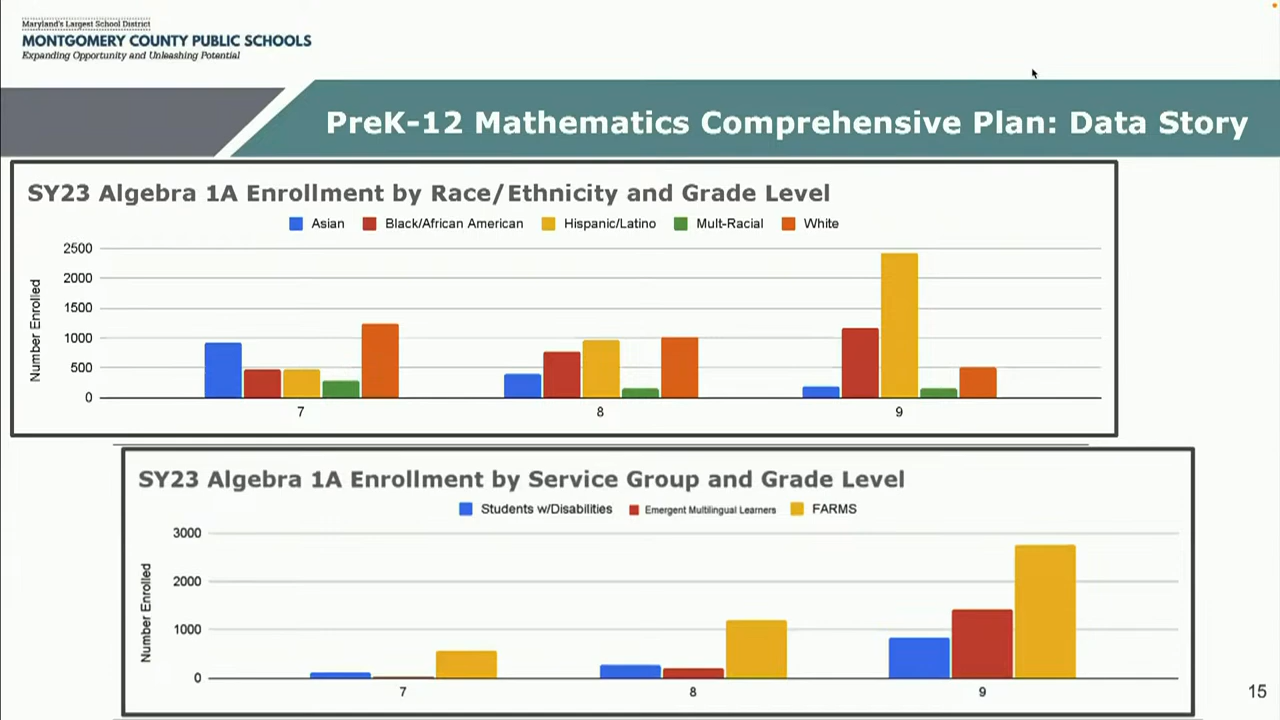 Maryland's Largest School District
MONTGOMERY COUNTY PUBLIC SCHOOLS
Expanding Opportunity and Unleashing Potential
PreK-12 Mathematics Comprehensive Plan: Data Story
SY23 Algebra 1A Enrollment by Race/Ethnicity and Grade Level
Asian Black/African American Hispanic/Latino Mult-Racial White
Number Enrolled
2500
2000
1500
1000
500
0
7 8 9
SY23 Algebra 1A Enrollment by Service Group and Grade Level
Students w/Disabilities Emergent Multilingual Learners FARMS
Number Enrolled
3000
2000
1000
0
7 8 9
15